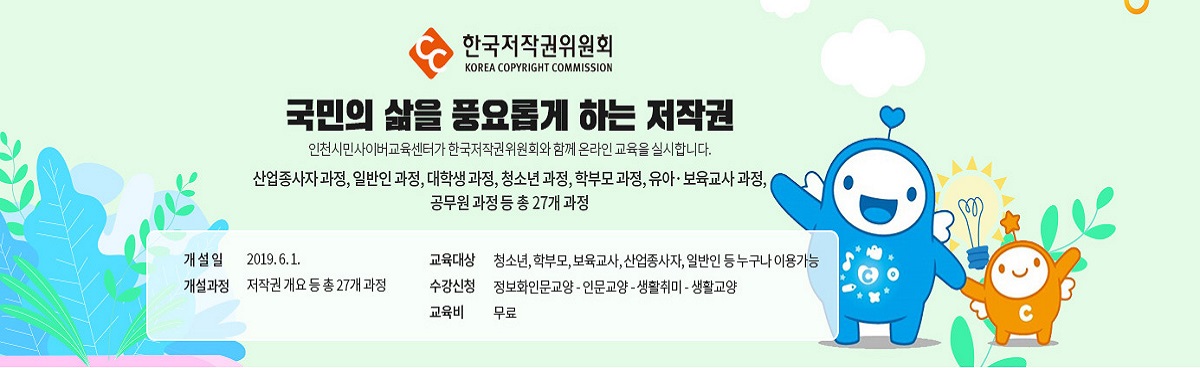 한국저작권위원회
KOREA COPYRIGHT COMMISSION
국민의 삶을 풍요롭게 하는 저작권
인천시민사이버교육센터가 한국저작권위원회와 함께 온라인 교육을 실시합니다.
산업종사자 과정, 일반인 과정, 대학생 과정, 청소년 과정, 학부모 과정, 유아·보육교사 과정,
공무원 과정 등 총 27개 과정
개설일 2019. 6. 1.
개설과정 저작권 개요 등 총 27개 과정
교육대상 청소년, 학부모, 보육교사, 산업종사자, 일반인 등 누구나 이용가능
수강신청 정보화인문교양 - 인문교양 - 생활취미 - 생활교양
교육비 무료
C
C